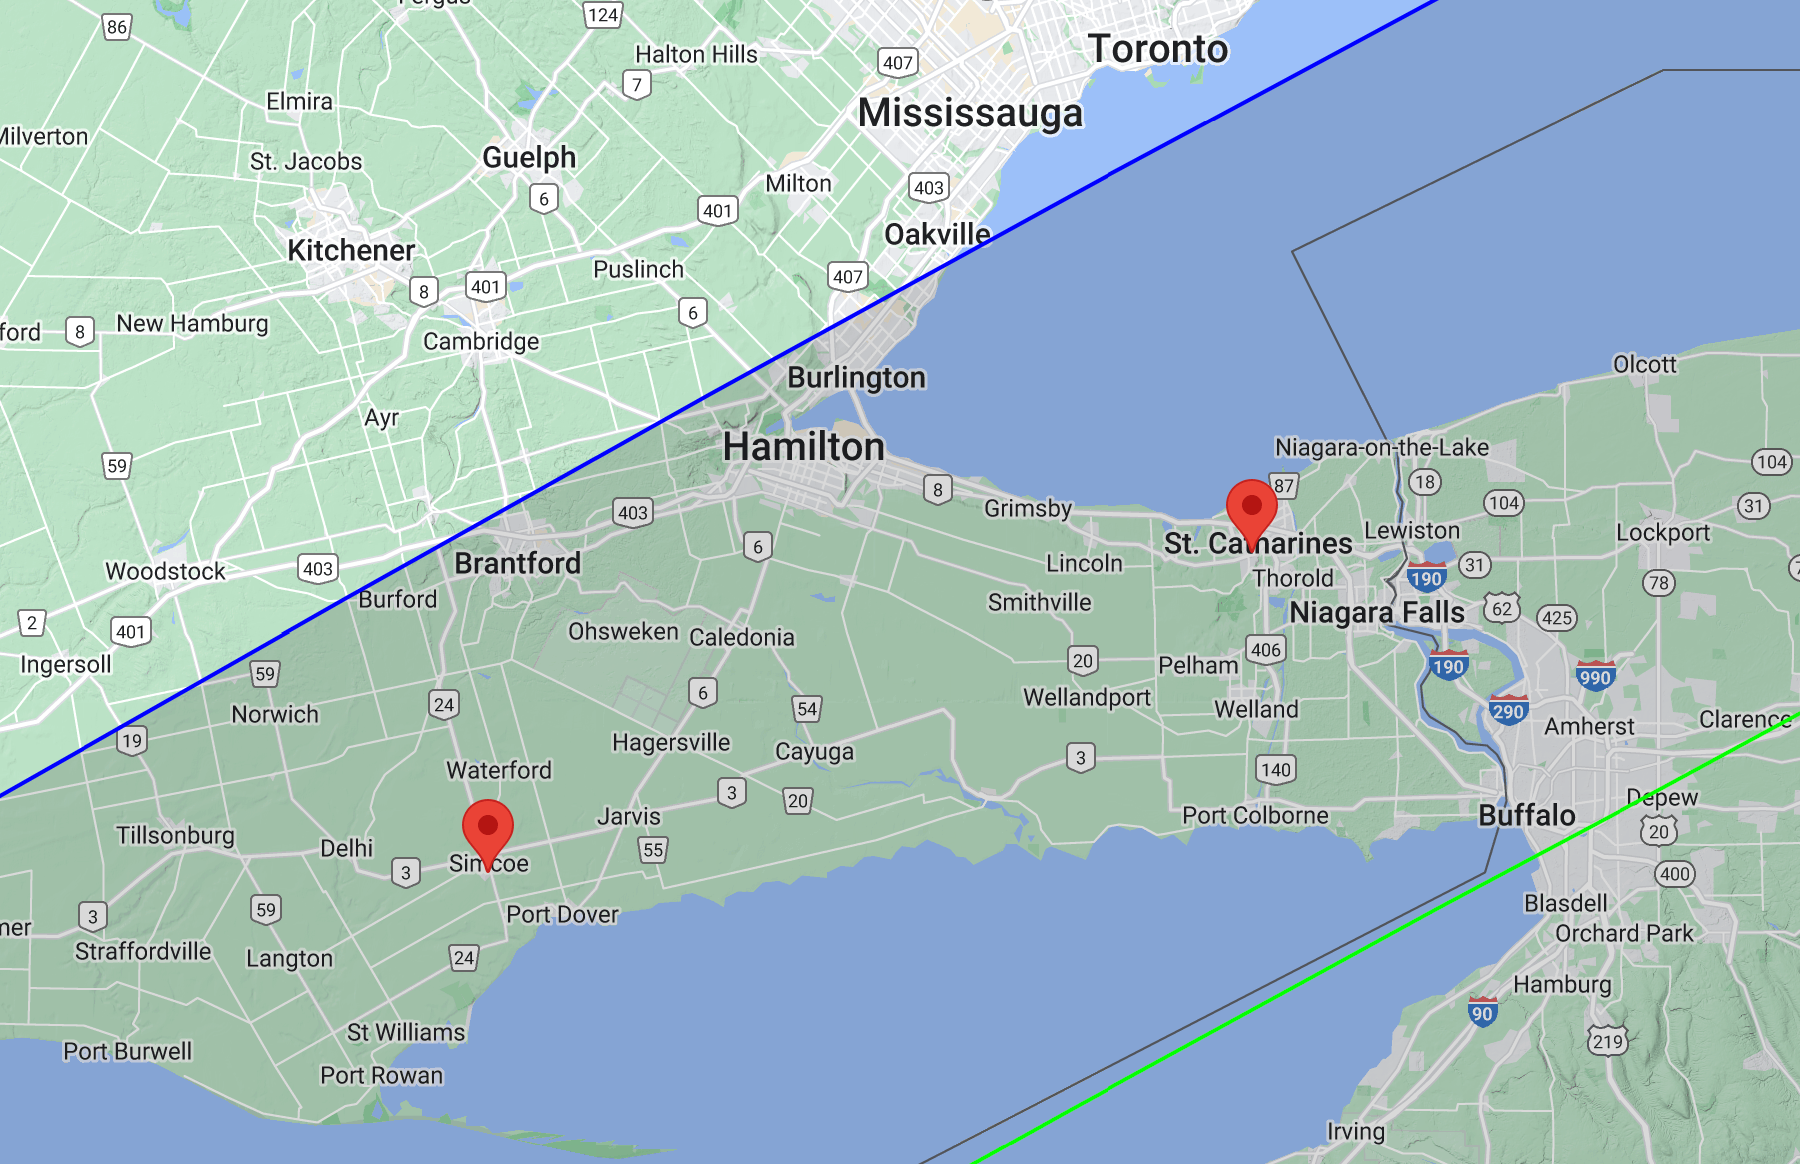 Fergus
124
86
Toronto
Halton Hills
407
7
Elmira
Mississauga
Milverton
Guelph
St. Jacobs
Milton
403
6
401
Oakville
Kitchener
Puslinch
407
401
8
6
New Hamburg
ford
8
Cambridge
Olcott
Burlington
Ayr
Hamilton
Niagara-on-the-Lake
104
59
18
87
8
104
31
Grimsby
403
Lewiston
Lockport
St. Catharines
6
Brantford
Lincoln
31
7
Woodstock
403
Thorold
190
78
Burford
Smithville
Niagara Falls
62
425
2
401
Ohsweken
Caledonia
406
Ingersoll
20
Pelham
190
59
990
6
Wellandport
24
54
Welland
290
Norwich
Clarence
Amherst
19
Hagersville
Cayuga
3
Waterford
140
3
20
Depew
Jarvis
Port Colborne
Buffalo
Tillsonburg
20
Delhi
55
Simcoe
3
400
Blasdell
59
3
Port Dover
mer
Orchard Park
Straffordville
Langton
24
Hamburg
90
St Williams
219
Port Burwell
Port Rowan
Irving